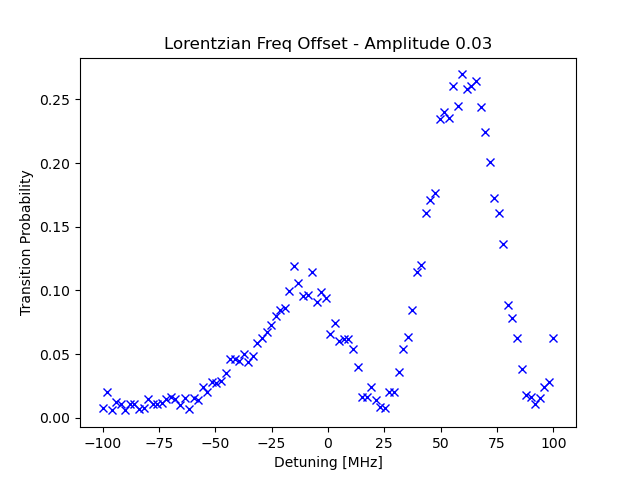 Lorentzian Freq Offset - Amplitude 0.03
Transition Probability
0.25
0.20
0.15
0.10
0.05
0.00
−100 −75 −50 −25 0 25 50 75 100
Detuning [MHz]